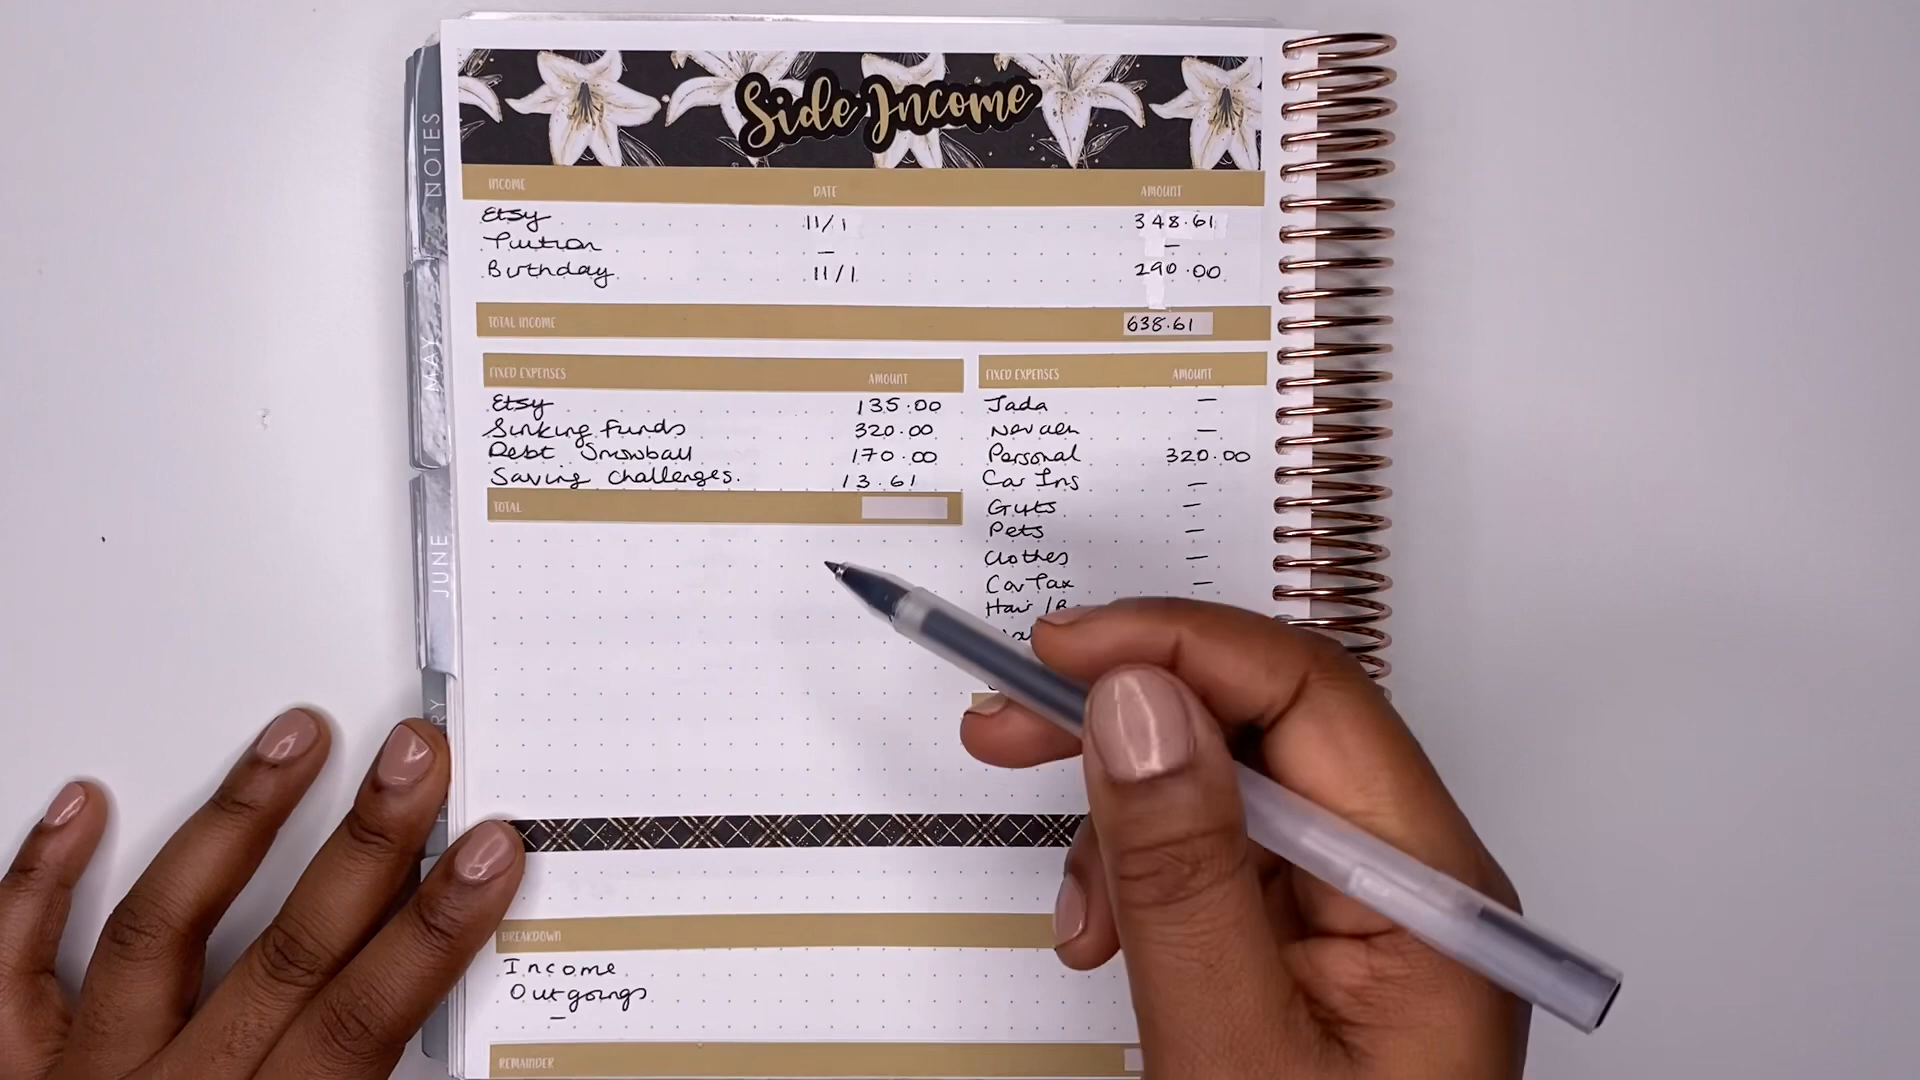 Side Income
INCOME DATE AMOUNT
Etsy 11/1 348.61
Tuition — —
Birthday 11/1 290.00
TOTAL INCOME 638.61
FIXED EXPENSES AMOUNT
Etsy 135.00
Sinking funds 320.00
Debt Snowball 170.00
Saving Challenges. 13.61
TOTAL
FIXED EXPENSES AMOUNT
Jada —
Nevaeh —
Personal 320.00
Car Ins —
Gifts —
Pets —
Clothes —
Car Tax —
Hair /
BREAKDOWN
Income
Outgoings
—
REMAINDER
NOTES
MAY
JUNE